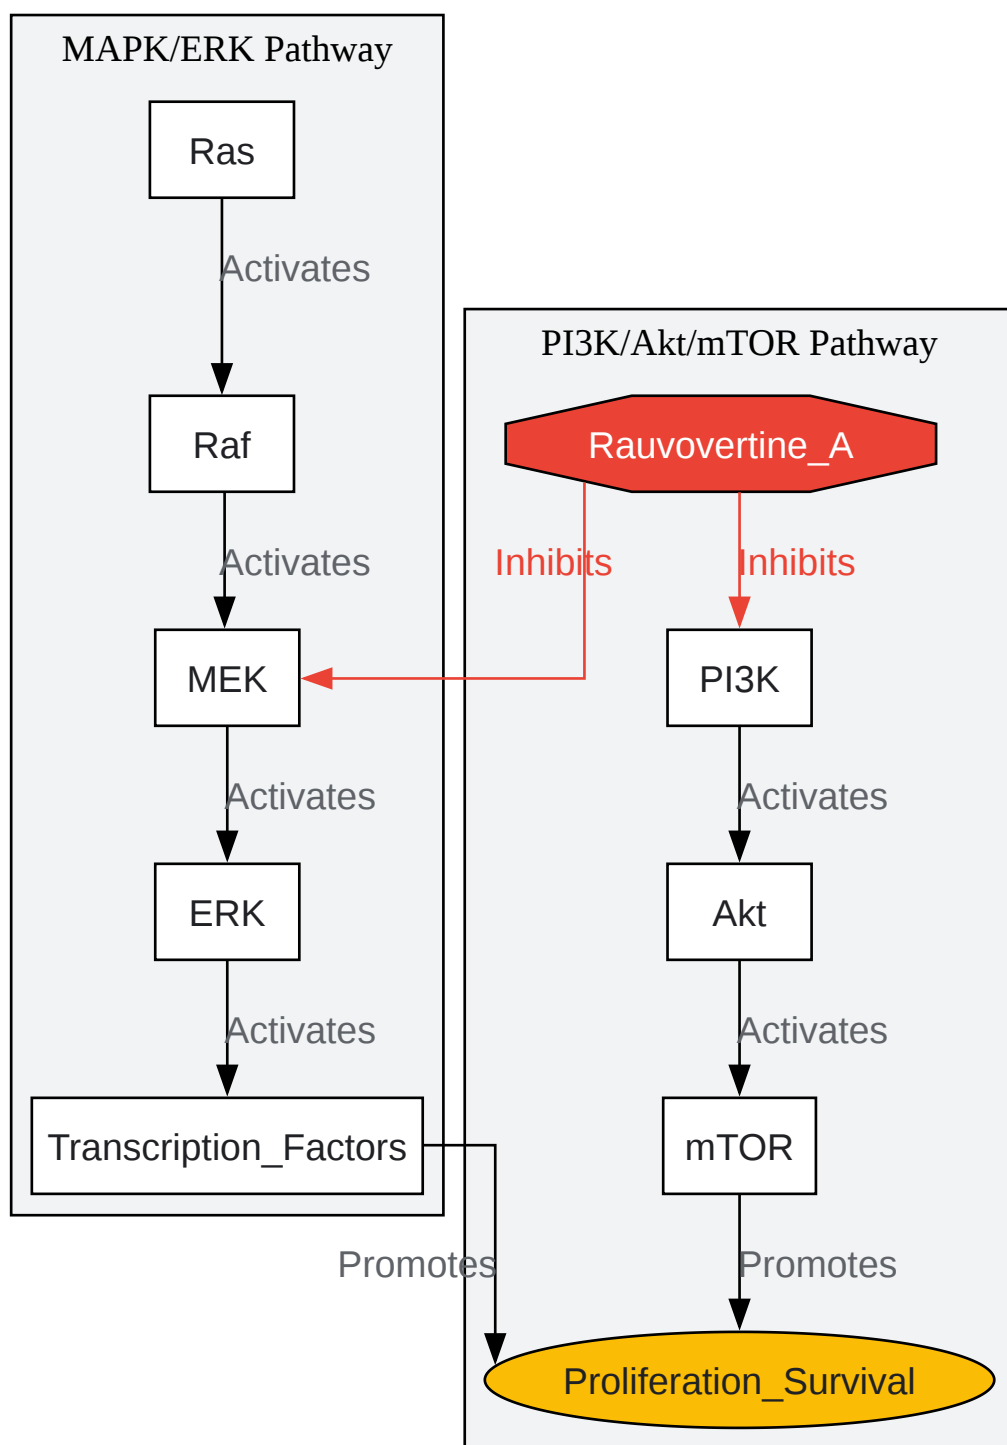 MAPK/ERK Pathway
Ras
Activates
Raf
Activates
MEK
Activates
ERK
Activates
Transcription_Factors
Promotes
PI3K/Akt/mTOR Pathway
Rauvovertine_A
Inhibits
Inhibits
PI3K
Activates
Akt
Activates
mTOR
Promotes
Proliferation_Survival